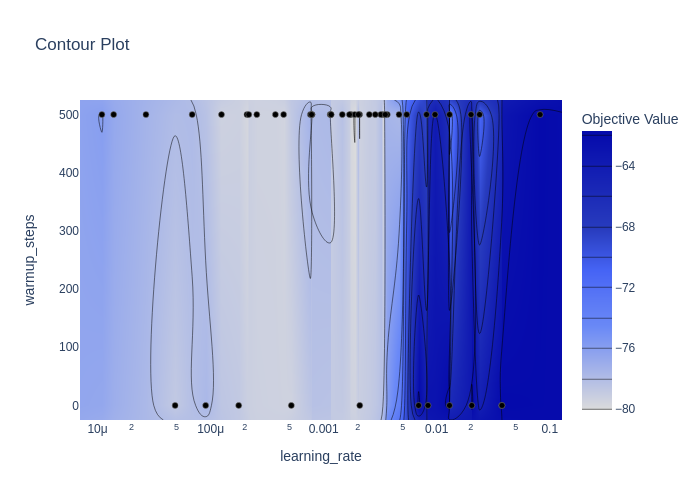 Contour Plot
Objective Value
500
400
300
200
100
0
warmup_steps
10μ 2 5 100μ 2 5 0.001 2 5 0.01 2 5 0.1
learning_rate
−64
−68
−72
−76
−80